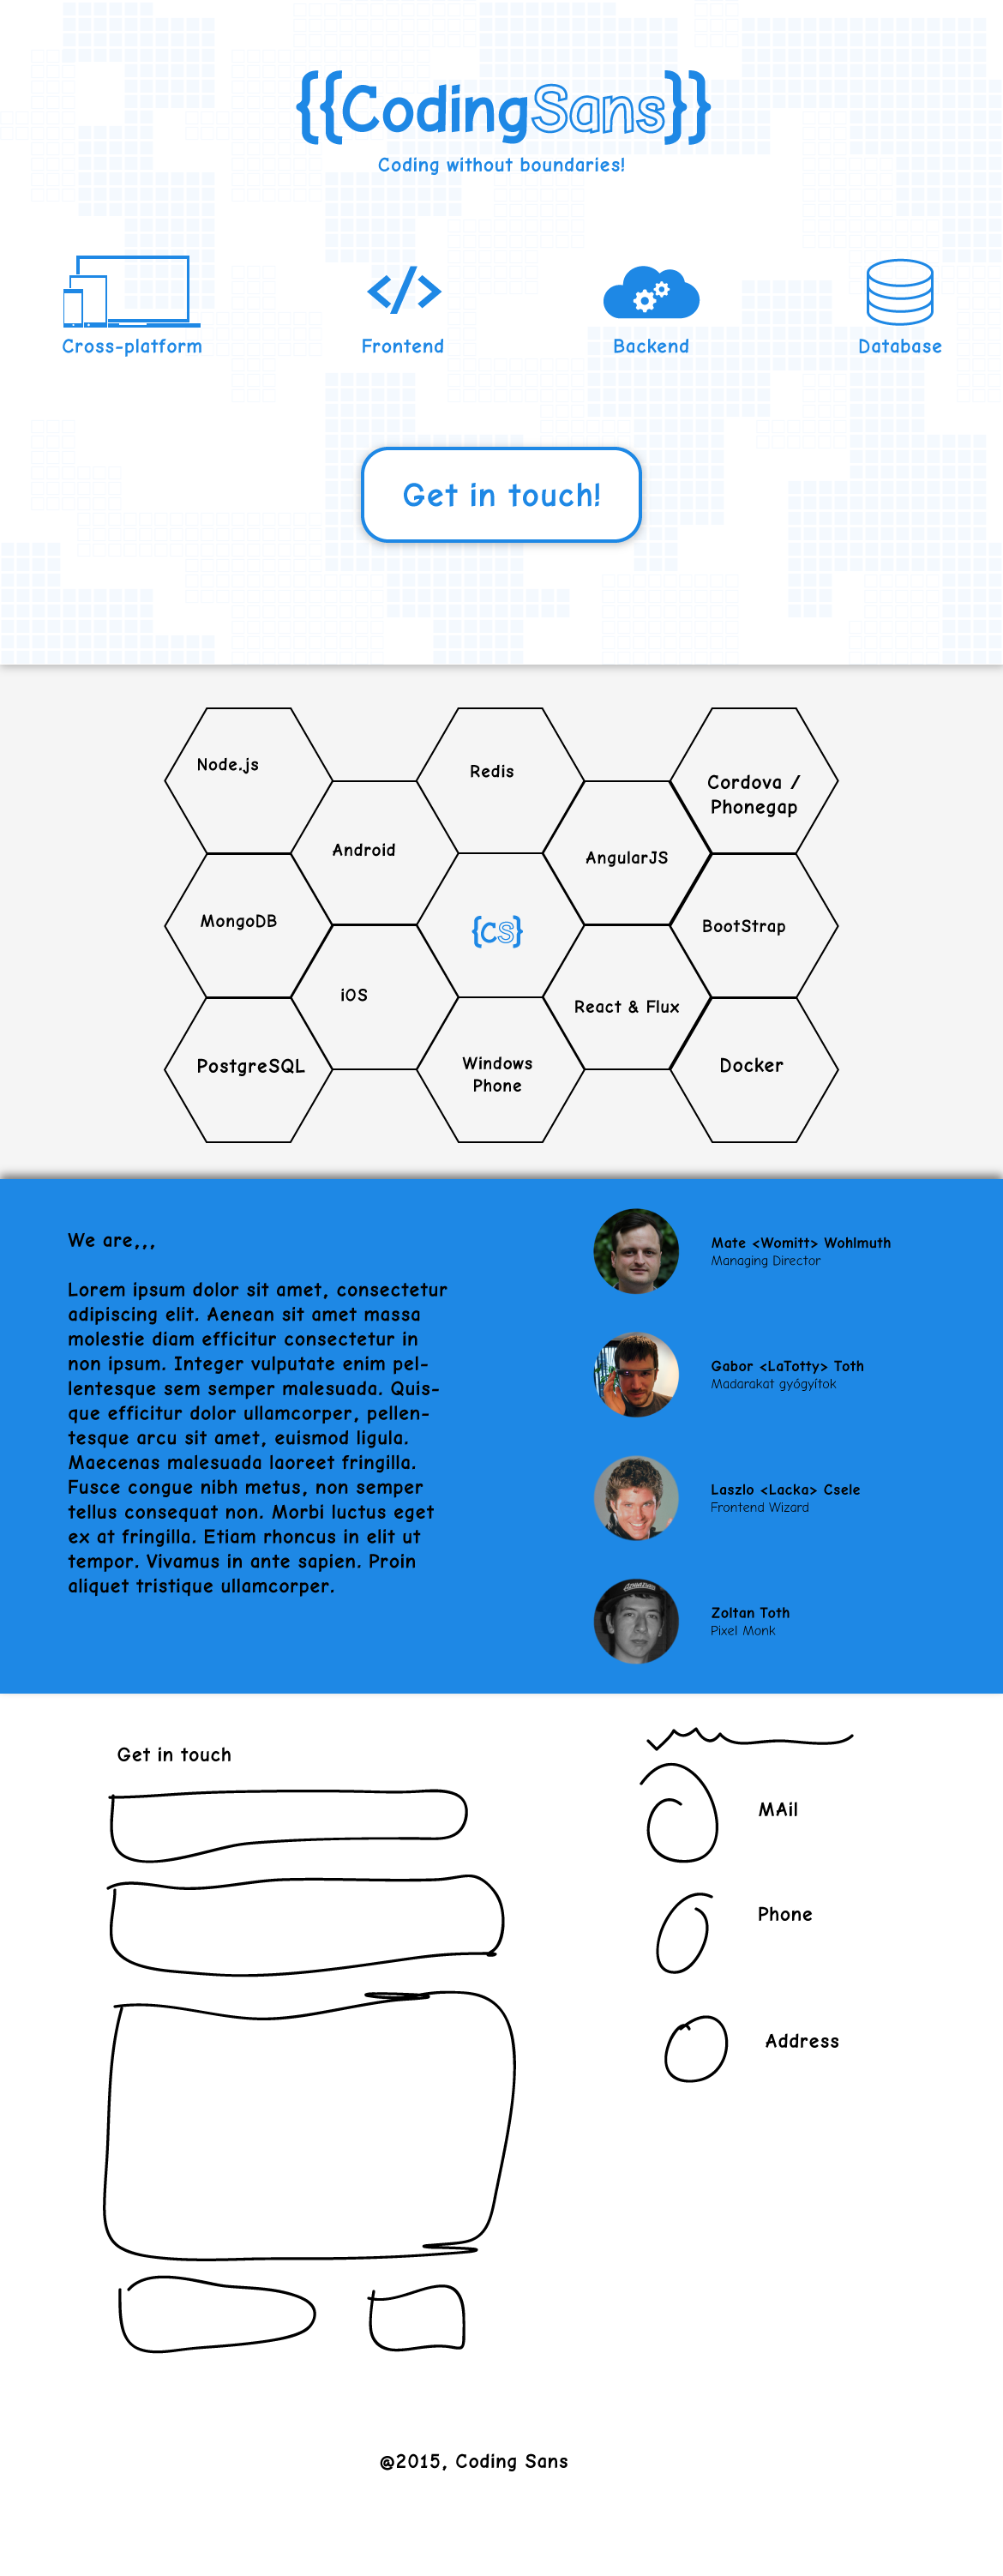 {{CodingSans}}
Coding without boundaries!
Cross-platform
Frontend
Backend
Database
Get in touch!
Node.js
Redis
Cordova /
Phonegap
Android
AngularJS
MongoDB
{CS}
BootStrap
iOS
React & Flux
PostgreSQL
Windows
Phone
Docker
We are,,,
Lorem ipsum dolor sit amet, consectetur
adipiscing elit. Aenean sit amet massa
molestie diam efficitur consectetur in
non ipsum. Integer vulputate enim pel-
lentesque sem semper malesuada. Quis-
que efficitur dolor ullamcorper, pellen-
tesque arcu sit amet, euismod ligula.
Maecenas malesuada laoreet fringilla.
Fusce congue nibh metus, non semper
tellus consequat non. Morbi luctus eget
ex at fringilla. Etiam rhoncus in elit ut
tempor. Vivamus in ante sapien. Proin
aliquet tristique ullamcorper.
Mate <Womitt> Wohlmuth
Managing Director
Gabor <LaTotty> Toth
Madarakat gyógyítok
Laszlo <Lacka> Csele
Frontend Wizard
Zoltan Toth
Pixel Monk
Get in touch
MAil
Phone
Address
@2015, Coding Sans